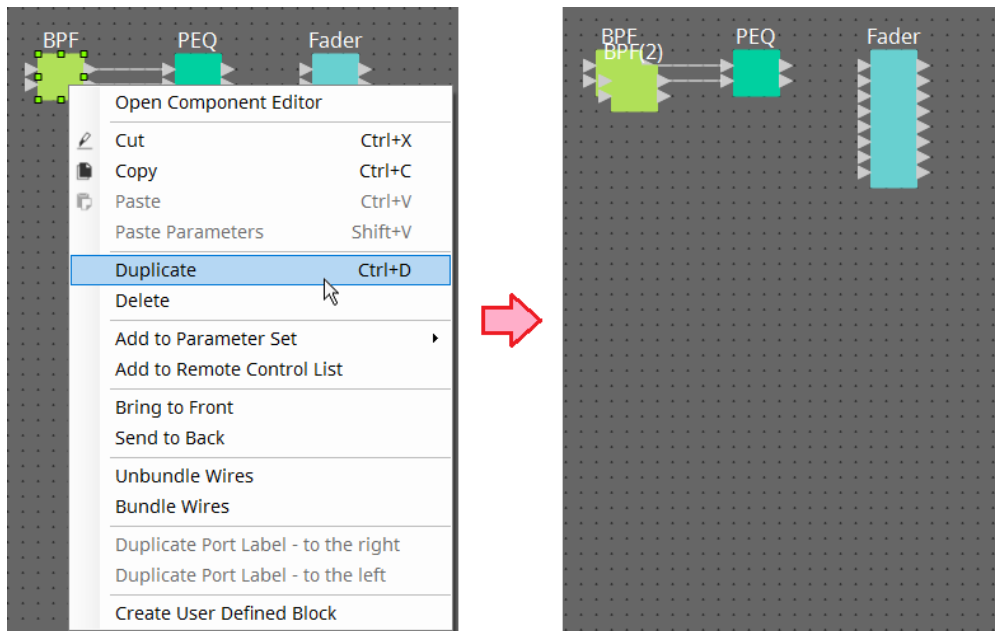 BPF PEQ Fader
Open Component Editor
Cut Ctrl+X
Copy Ctrl+C
Paste Ctrl+V
Paste Parameters Shift+V
Duplicate Ctrl+D
Delete
Add to Parameter Set
Add to Remote Control List
Bring to Front
Send to Back
Unbundle Wires
Bundle Wires
Duplicate Port Label - to the right
Duplicate Port Label - to the left
Create User Defined Block
BPF PEQ Fader
BPF(2)